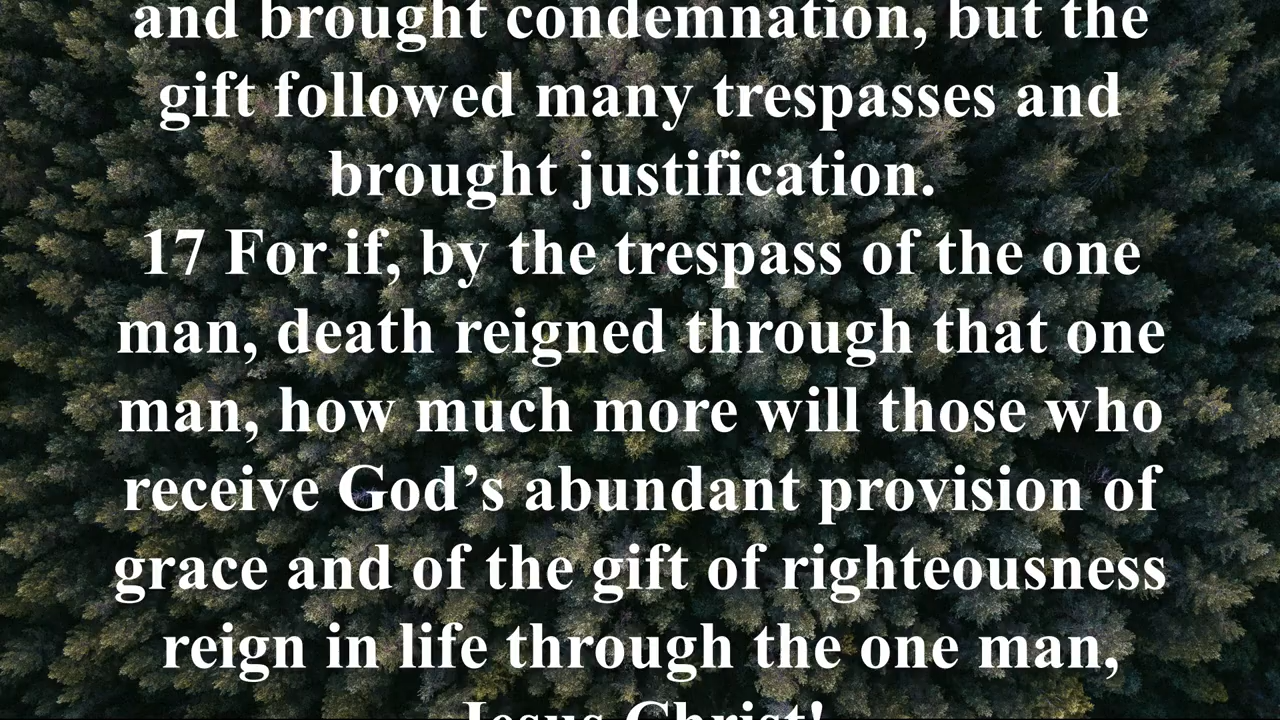 and brought condemnation, but the
gift followed many trespasses and
brought justification.
17 For if, by the trespass of the one
man, death reigned through that one
man, how much more will those who
receive God’s abundant provision of
grace and of the gift of righteousness
reign in life through the one man,
Jesus Christ!